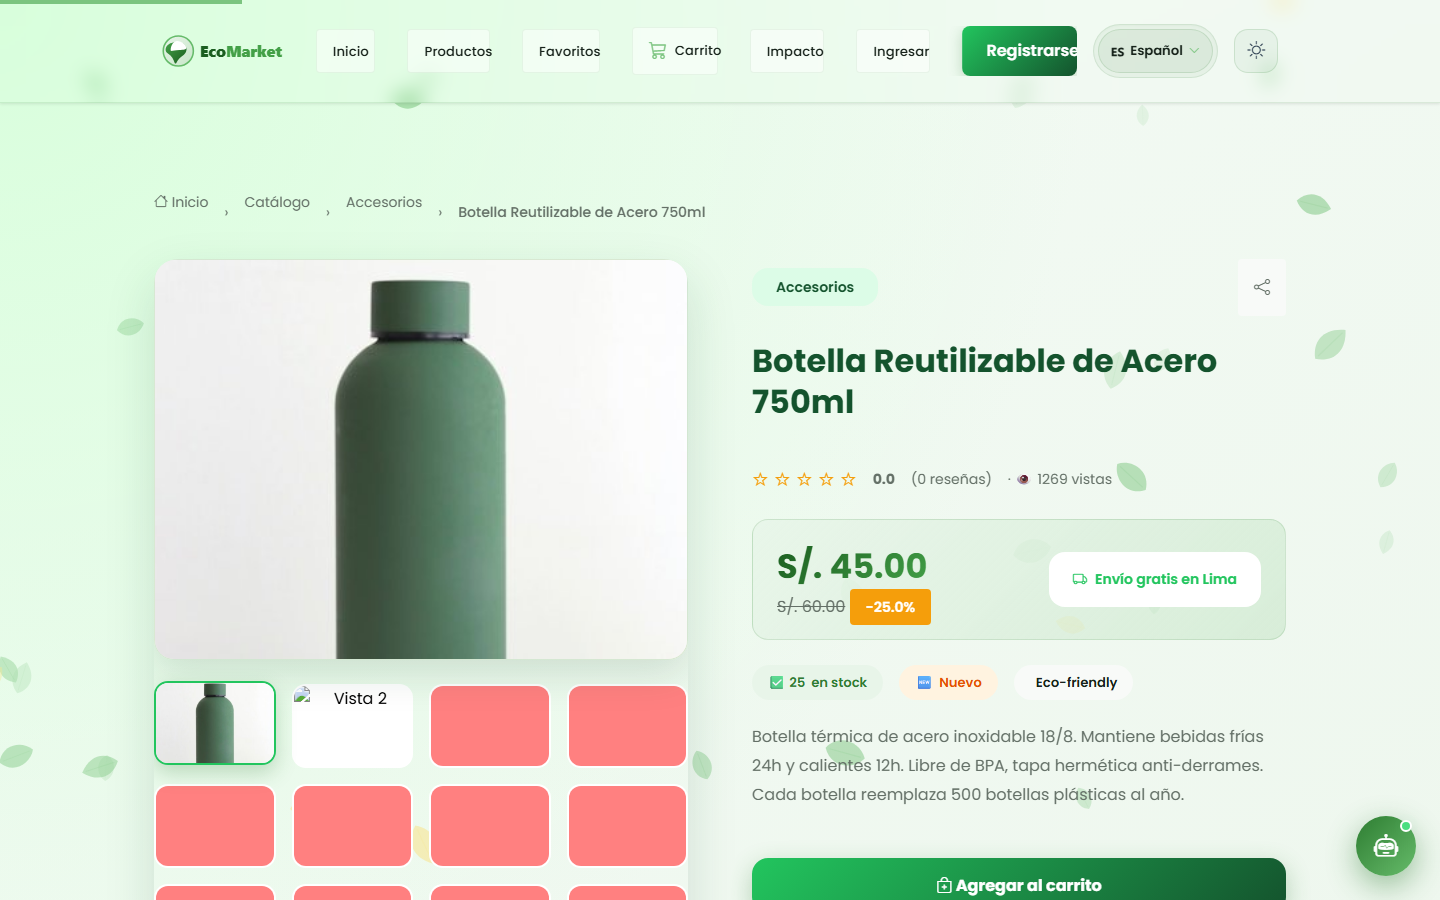 EcoMarket
Inicio
Productos
Favoritos
Carrito
Impacto
Ingresar
Registrarse
ES Español
Inicio › Catálogo › Accesorios › Botella Reutilizable de Acero 750ml
Accesorios
Botella Reutilizable de Acero
750ml
0.0 (0 reseñas) · 1269 vistas
S/. 45.00
S/. 60.00 -25.0%
Envío gratis en Lima
25 en stock
NEW Nuevo
Eco-friendly
Vista 2
Botella térmica de acero inoxidable 18/8. Mantiene bebidas frías
24h y calientes 12h. Libre de BPA, tapa hermética anti-derrames.
Cada botella reemplaza 500 botellas plásticas al año.
Agregar al carrito